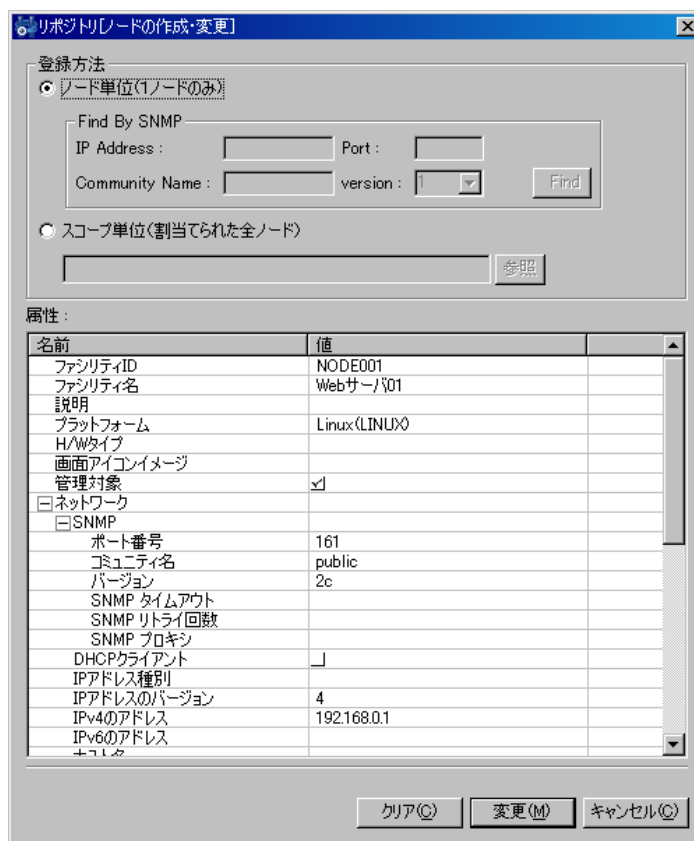 リポジトリ[ノードの作成・変更]
登録方法
ノード単位(1ノードのみ)
Find By SNMP
IP Address :
Port :
Community Name :
version :
1
Find
スコープ単位(割当てられた全ノード)
参照
属性 :
名前 値
ファシリティID NODE001
ファシリティ名 Webサーバ01
説明
プラットフォーム Linux(LINUX)
H/Wタイプ
画面アイコンイメージ
管理対象
ネットワーク
SNMP
ポート番号 161
コミュニティ名 public
バージョン 2c
SNMP タイムアウト
SNMP リトライ回数
SNMP プロキシ
DHCPクライアント
IPアドレス種別
IPアドレスのバージョン 4
IPv4のアドレス 192.168.0.1
IPv6のアドレス
クリア(C) 変更(M) キャンセル(C)